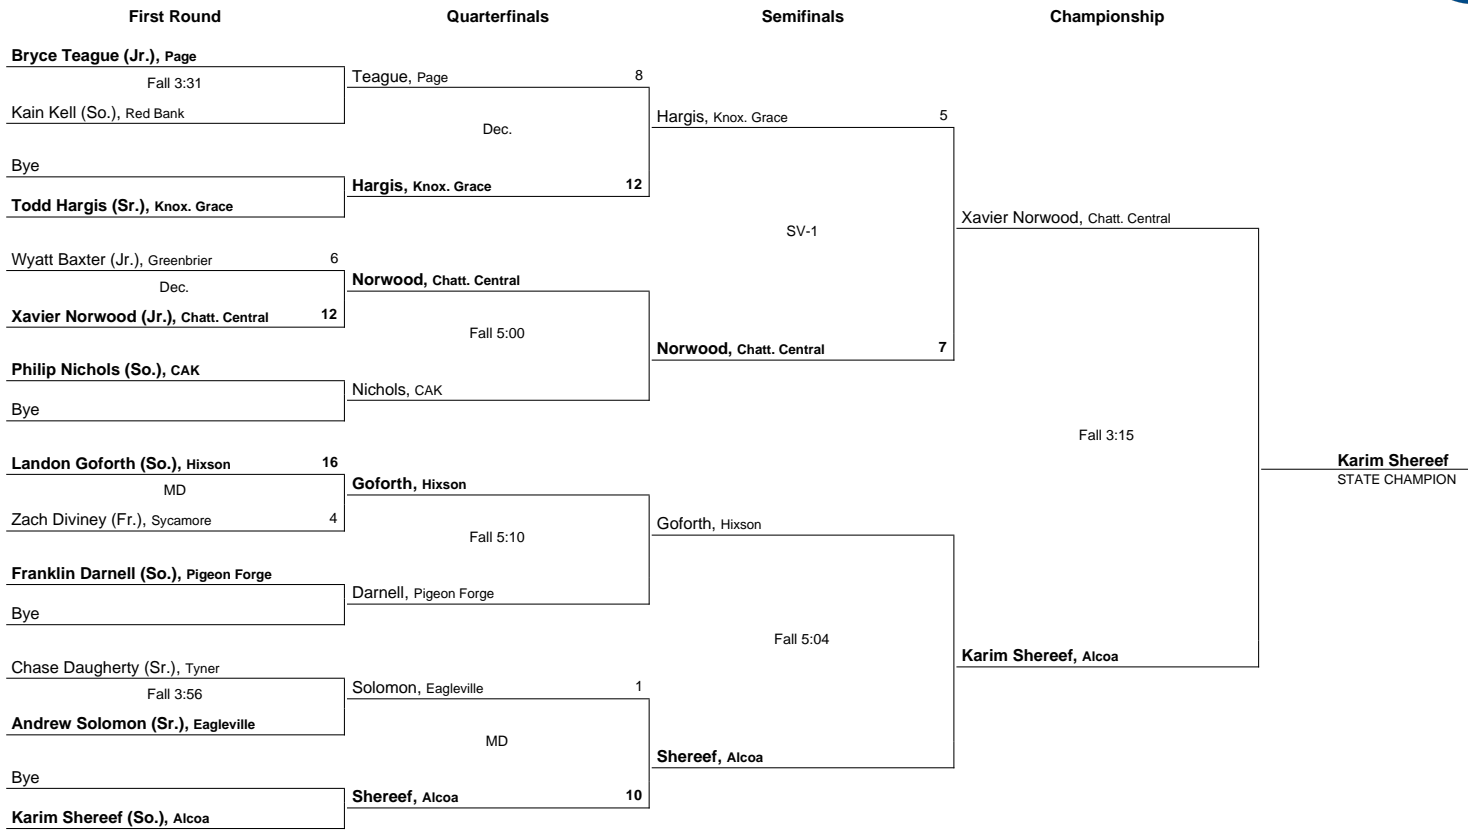 First Round Quarterfinals Semifinals Championship
Bryce Teague (Jr.), Page
Fall 3:31
Kain Kell (So.), Red Bank
Bye
Todd Hargis (Sr.), Knox. Grace
Wyatt Baxter (Jr.), Greenbrier 6
Dec.
Xavier Norwood (Jr.), Chatt. Central 12
Philip Nichols (So.), CAK
Bye
Landon Goforth (So.), Hixson 16
MD
Zach Diviney (Fr.), Sycamore 4
Franklin Darnell (So.), Pigeon Forge
Bye
Chase Daugherty (Sr.), Tyner
Fall 3:56
Andrew Solomon (Sr.), Eagleville
Bye
Karim Shereef (So.), Alcoa
Teague, Page 8
Dec.
Hargis, Knox. Grace 12
Norwood, Chatt. Central
Fall 5:00
Nichols, CAK
Goforth, Hixson
Fall 5:10
Darnell, Pigeon Forge
Solomon, Eagleville 1
MD
Shereef, Alcoa 10
Hargis, Knox. Grace 5
SV-1
Norwood, Chatt. Central 7
Goforth, Hixson
Fall 5:04
Shereef, Alcoa
Xavier Norwood, Chatt. Central
Fall 3:15
Karim Shereef, Alcoa
Karim Shereef
STATE CHAMPION